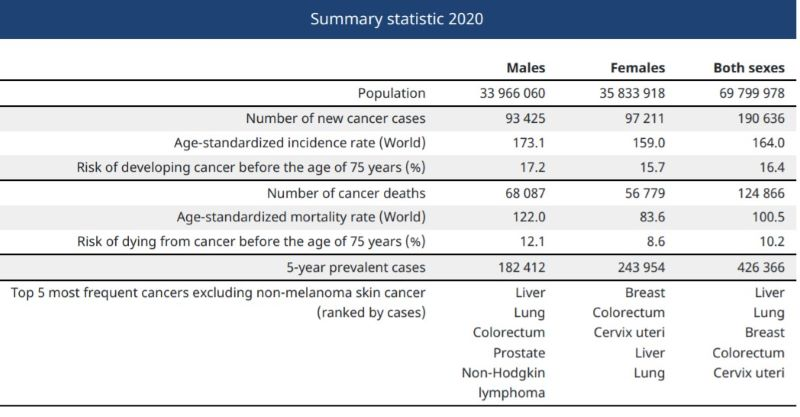 Summary statistic 2020
Males Females Both sexes
Population 33 966 060 35 833 918 69 799 978
Number of new cancer cases 93 425 97 211 190 636
Age-standardized incidence rate (World) 173.1 159.0 164.0
Risk of developing cancer before the age of 75 years (%) 17.2 15.7 16.4
Number of cancer deaths 68 087 56 779 124 866
Age-standardized mortality rate (World) 122.0 83.6 100.5
Risk of dying from cancer before the age of 75 years (%) 12.1 8.6 10.2
5-year prevalent cases 182 412 243 954 426 366
Top 5 most frequent cancers excluding non-melanoma skin cancer Liver Breast Liver
(ranked by cases) Lung Colorectum Lung
Colorectum Cervix uteri Breast
Prostate Liver Colorectum
Non-Hodgkin Lung Cervix uteri
lymphoma